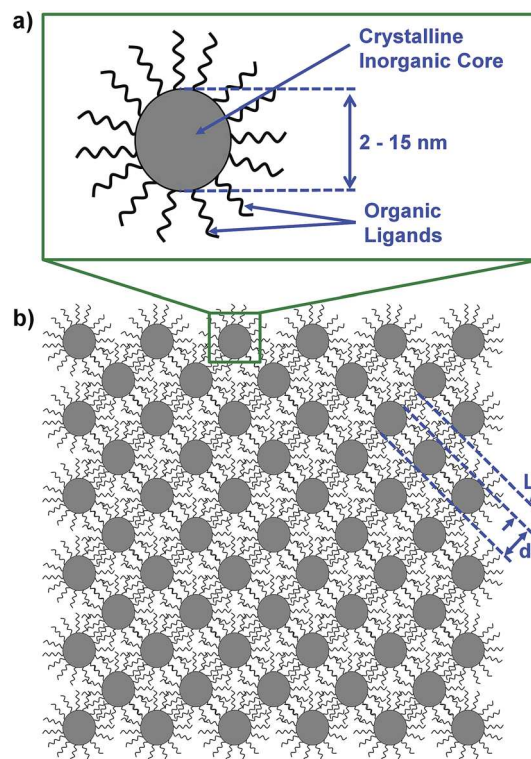 a)
Crystalline
Inorganic Core
2 - 15 nm
Organic
Ligands
b)
L
d